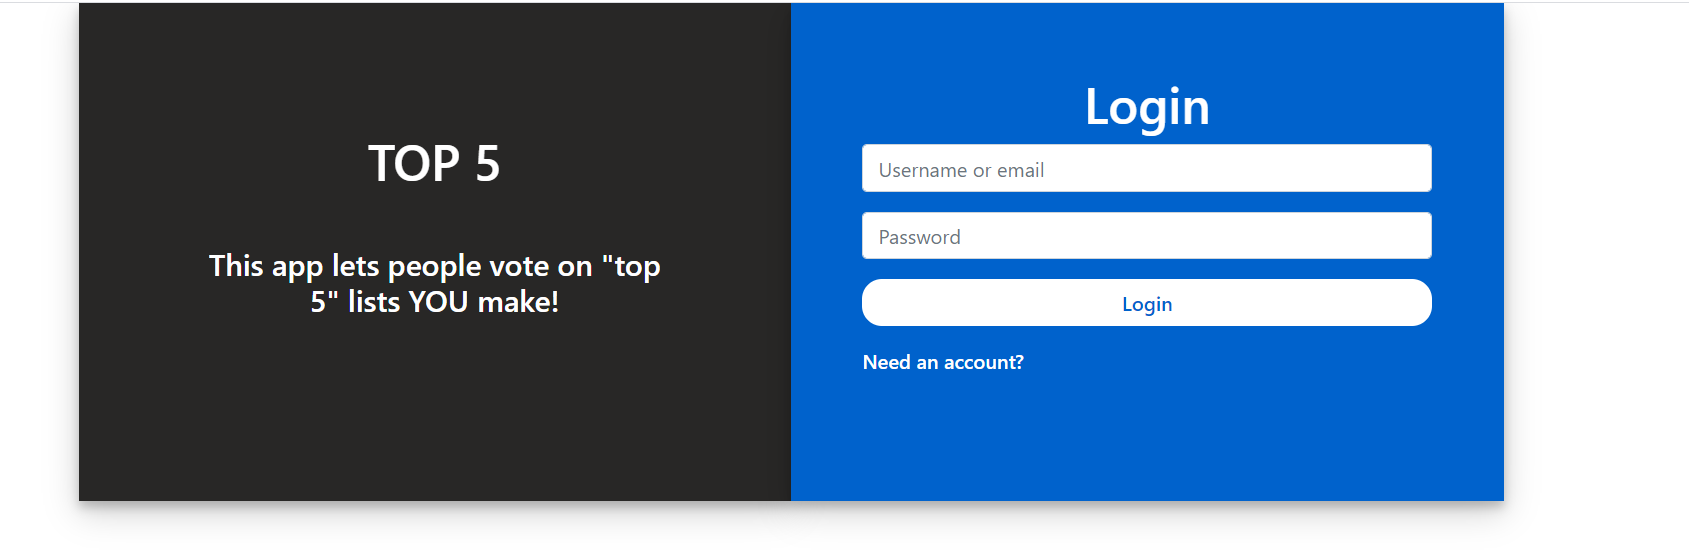 TOP 5
This app lets people vote on "top
5" lists YOU make!
Login
Username or email
Password
Login
Need an account?